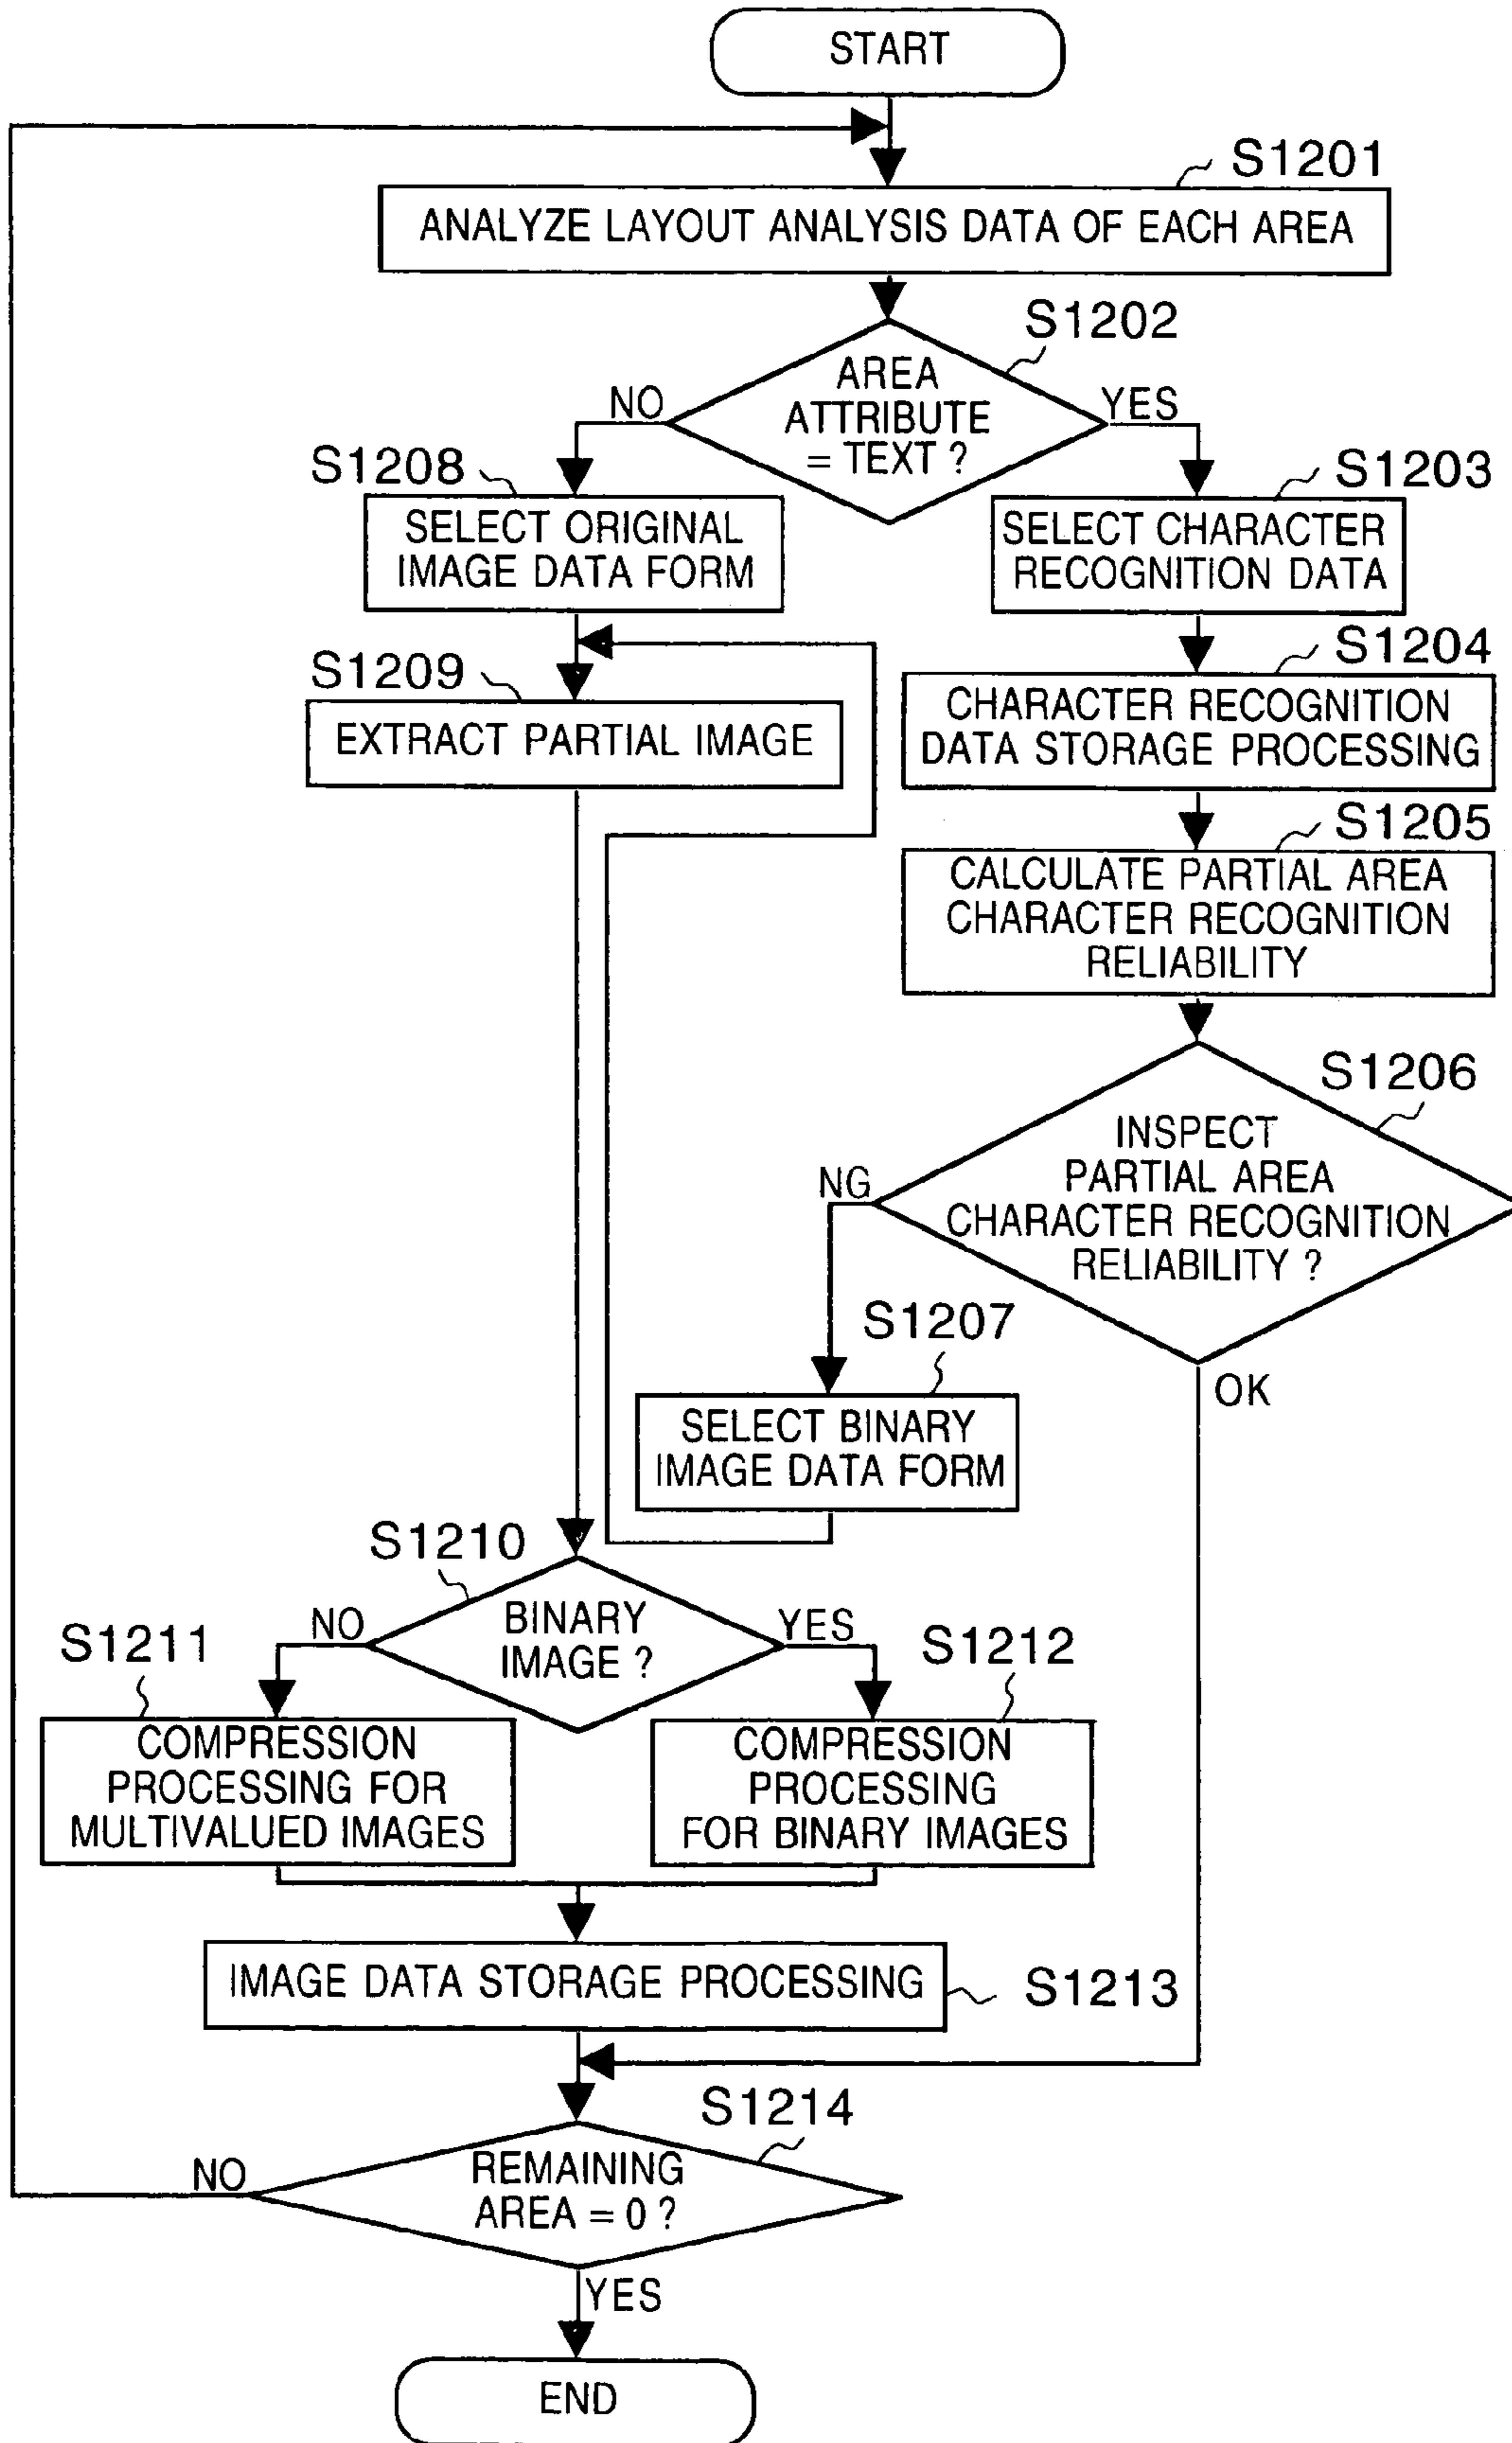 START
S1201
ANALYZE LAYOUT ANALYSIS DATA OF EACH AREA
S1202
AREA
ATTRIBUTE
= TEXT ?
NO
YES
S1208
SELECT ORIGINAL
IMAGE DATA FORM
S1203
SELECT CHARACTER
RECOGNITION DATA
S1209
EXTRACT PARTIAL IMAGE
S1204
CHARACTER RECOGNITION
DATA STORAGE PROCESSING
S1205
CALCULATE PARTIAL AREA
CHARACTER RECOGNITION
RELIABILITY
S1206
INSPECT
PARTIAL AREA
CHARACTER RECOGNITION
RELIABILITY ?
NG
OK
S1207
SELECT BINARY
IMAGE DATA FORM
S1210
BINARY
IMAGE ?
NO
YES
S1211
COMPRESSION
PROCESSING FOR
MULTIVALUED IMAGES
S1212
COMPRESSION
PROCESSING
FOR BINARY IMAGES
IMAGE DATA STORAGE PROCESSING
S1213
S1214
REMAINING
AREA = 0 ?
NO
YES
END